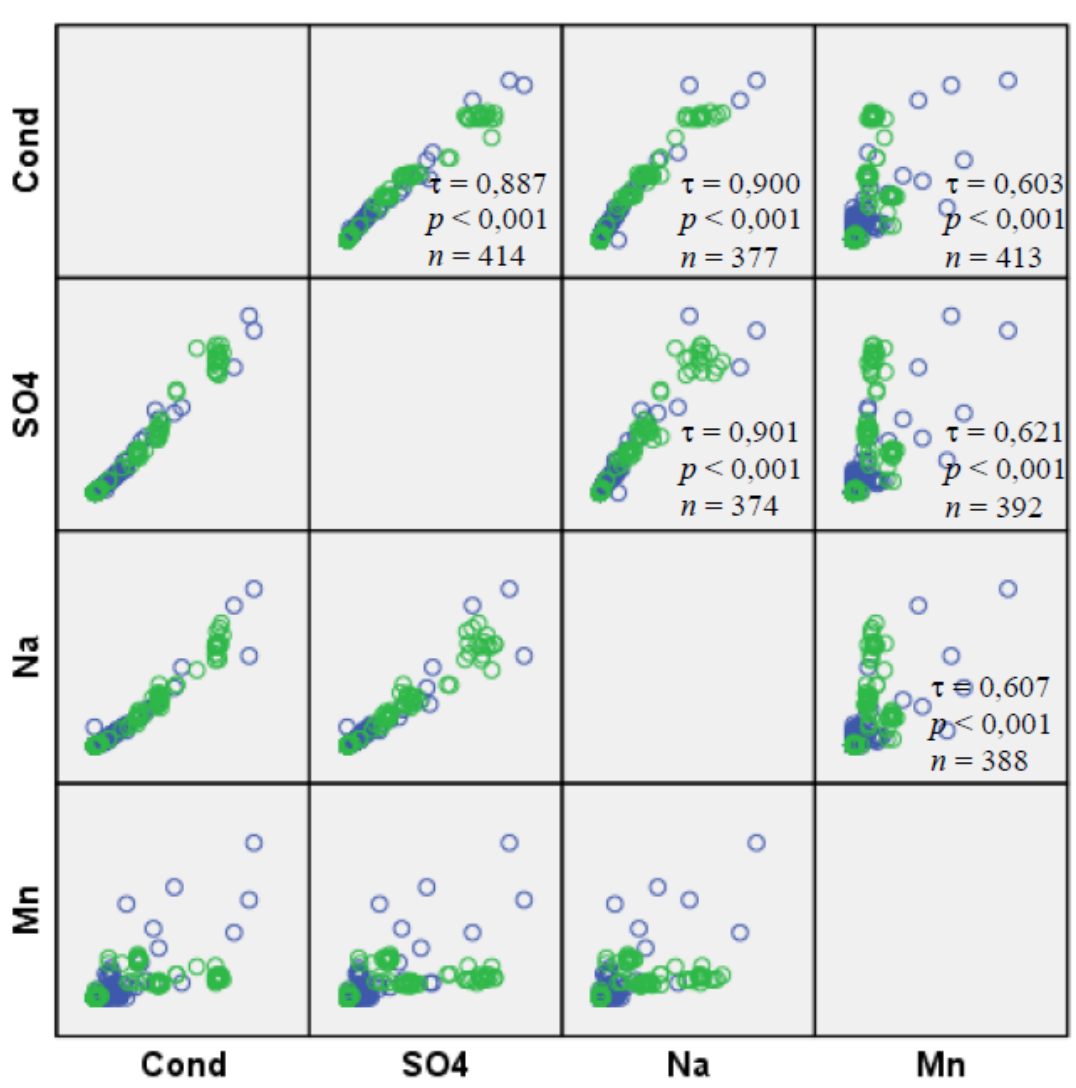 Cond
τ = 0,887
p < 0,001
n = 414
τ = 0,900
p < 0,001
n = 377
τ = 0,603
p < 0,001
n = 413
SO4
τ = 0,901
p < 0,001
n = 374
τ = 0,621
p < 0,001
n = 392
Na
τ = 0,607
p < 0,001
n = 388
Mn
Cond
SO4
Na
Mn